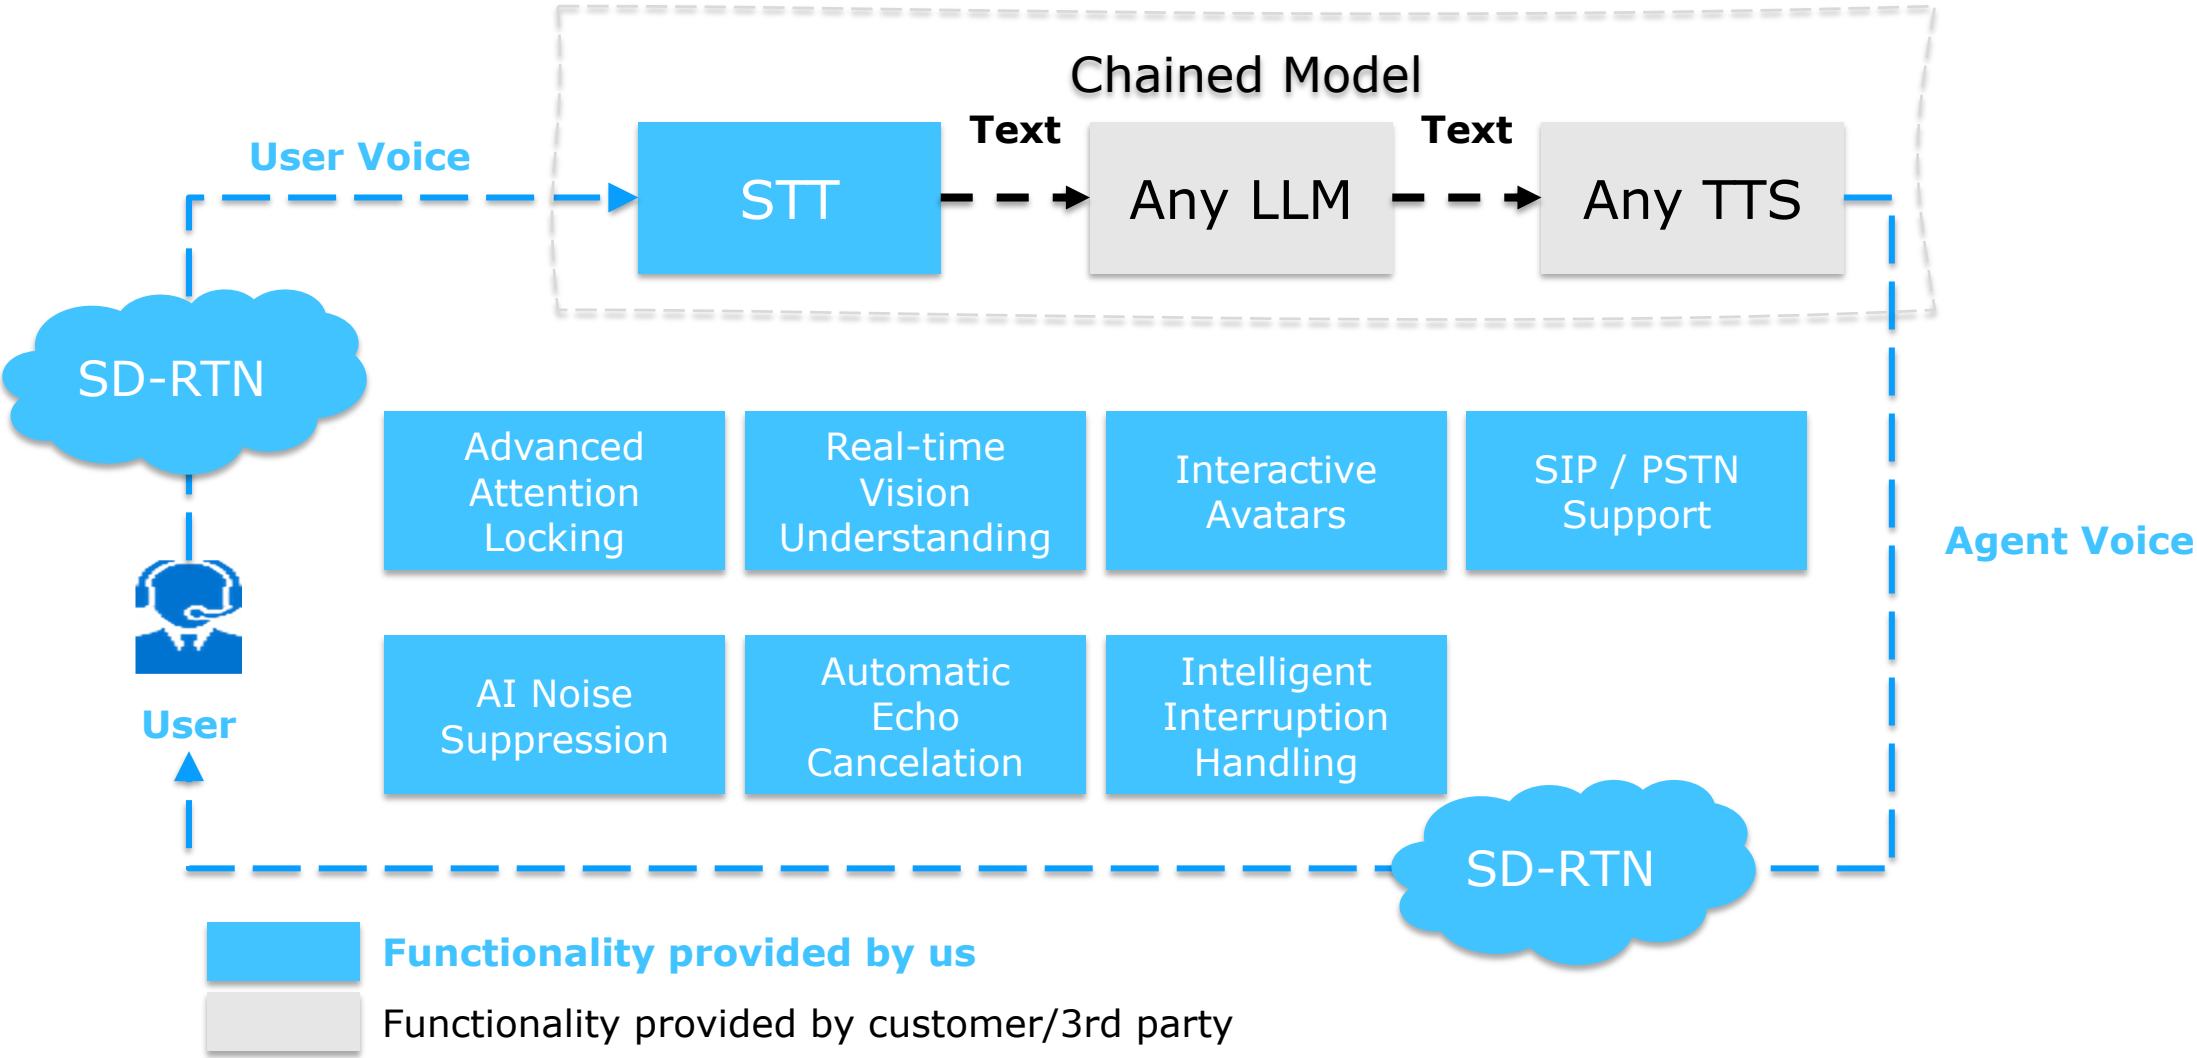 Chained Model
User Voice
STT
Text
Any LLM
Text
Any TTS
SD-RTN
Advanced
Attention
Locking
Real-time
Vision
Understanding
Interactive
Avatars
SIP / PSTN
Support
Agent Voice
User
AI Noise
Suppression
Automatic
Echo
Cancelation
Intelligent
Interruption
Handling
SD-RTN
Functionality provided by us
Functionality provided by customer/3rd party